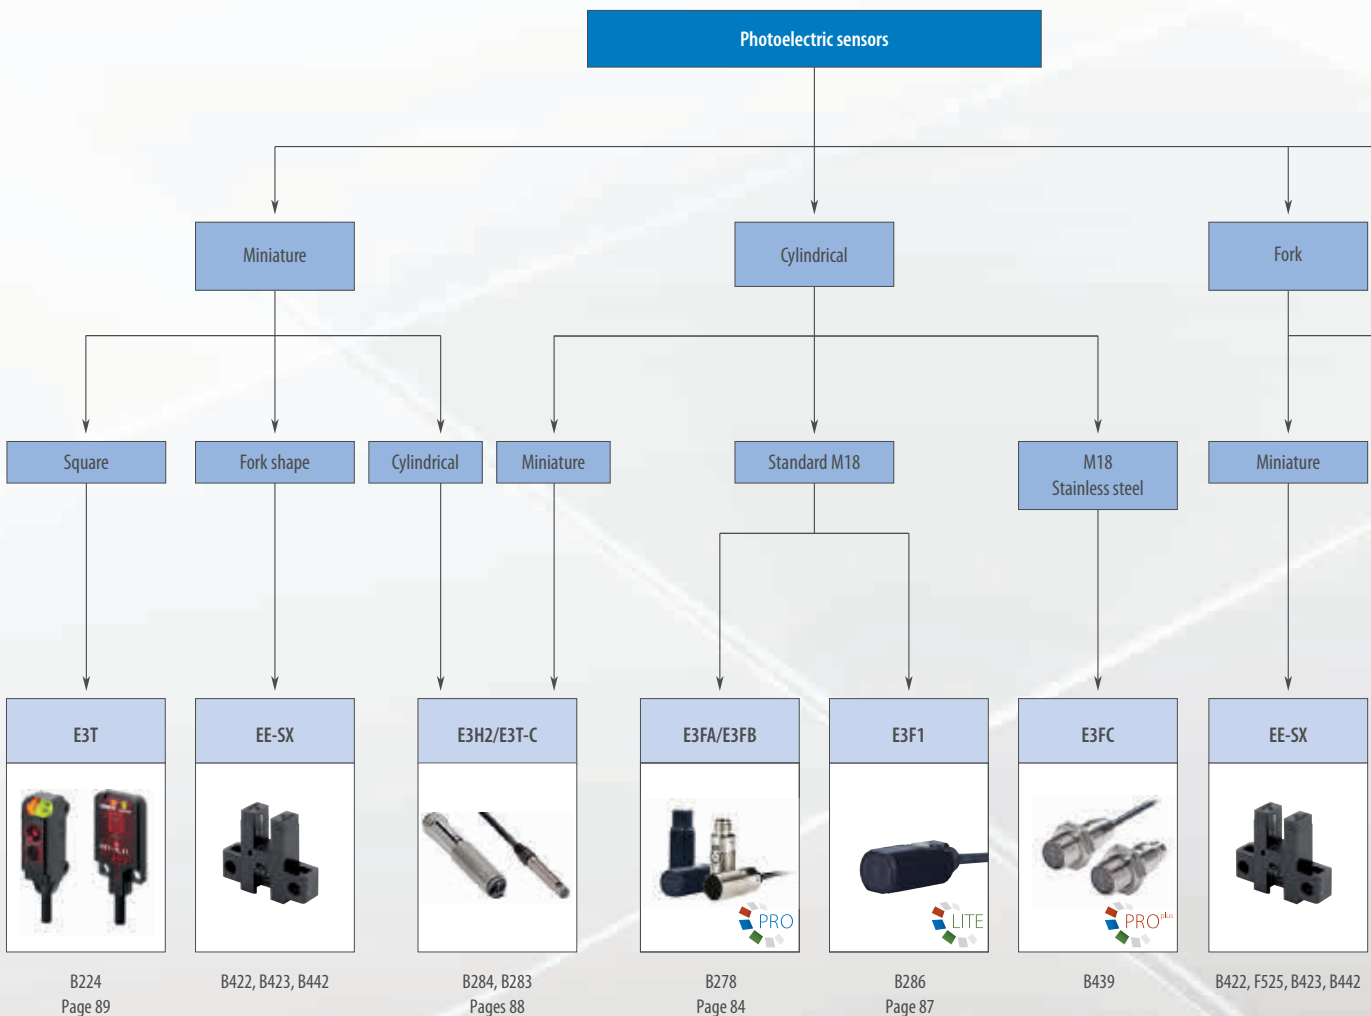 Photoelectric sensors
Miniature
Cylindrical
Fork
Square
Fork shape
Cylindrical
Miniature
Standard M18
M18
Stainless steel
Miniature
E3T
EE-SX
E3H2/E3T-C
E3FA/E3FB
E3F1
E3FC
EE-SX
PRO
LITE
PROplus
B224
Page 89
B422, B423, B442
B284, B283
Pages 88
B278
Page 84
B286
Page 87
B439
B422, F525, B423, B442